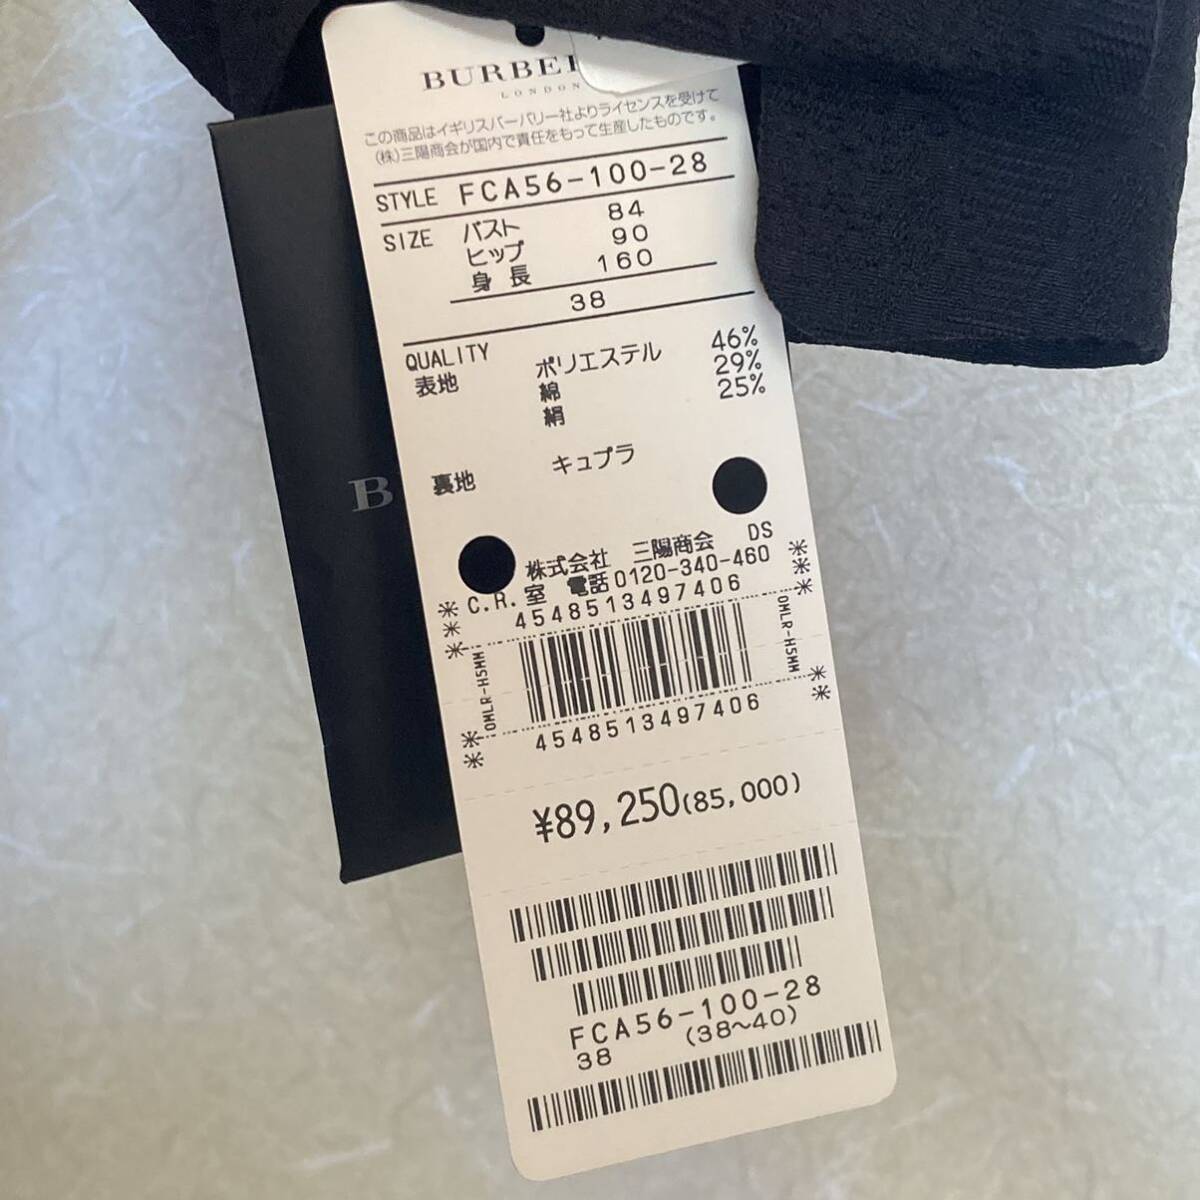 BURBE
LONDON
この商品はイギリスバーバリー社よりライセンスを受けて
(株)三陽商会が国内で責任をもって生産したものです。
STYLE FCA56-100-28
SIZE バスト 84
ヒップ 90
身長 160
38
QUALITY
表地 ポリエステル 46%
綿 29%
絹 25%
裏地 キュプラ
株式会社 三陽商会 DS
C.R.室 電話0120-340-460
4548513497406
OMLR-H5MM
OMLR-H5MM
4548513497406
¥89,250(85,000)
FCA56-100-28
38 (38~40)
B